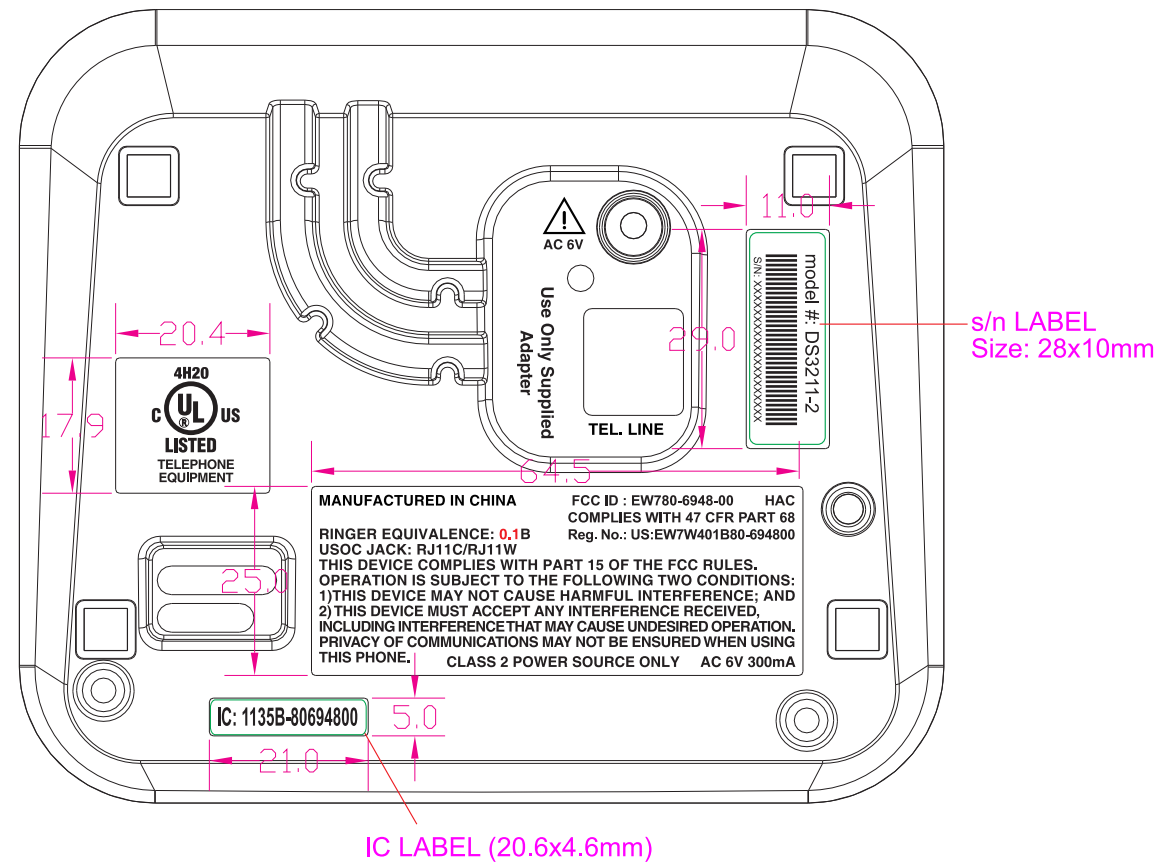 11.0
AC 6V
Use Only Supplied
Adapter
TEL. LINE
29.0
model #: DS3211-2
S/N: XXXXXXXXXXXXXXXXX
s/n LABEL
Size: 28x10mm
20.4
17.9
4H20
C UL US
®
LISTED
TELEPHONE
EQUIPMENT
64.5
MANUFACTURED IN CHINA FCC ID : EW780-6948-00 HAC
COMPLIES WITH 47 CFR PART 68
RINGER EQUIVALENCE: 0.1B Reg. No.: US:EW7W401B80-694800
USOC JACK: RJ11C/RJ11W
THIS DEVICE COMPLIES WITH PART 15 OF THE FCC RULES.
OPERATION IS SUBJECT TO THE FOLLOWING TWO CONDITIONS:
1)THIS DEVICE MAY NOT CAUSE HARMFUL INTERFERENCE; AND
2)THIS DEVICE MUST ACCEPT ANY INTERFERENCE RECEIVED,
INCLUDING INTERFERENCE THAT MAY CAUSE UNDESIRED OPERATION.
PRIVACY OF COMMUNICATIONS MAY NOT BE ENSURED WHEN USING
THIS PHONE. CLASS 2 POWER SOURCE ONLY AC 6V 300mA
25.0
IC: 1135B-80694800
5.0
21.0
IC LABEL (20.6x4.6mm)